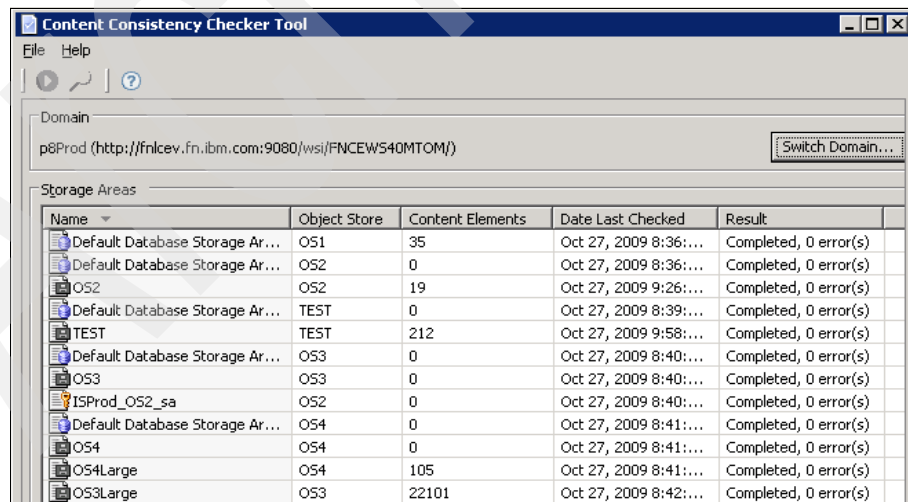 Content Consistency Checker Tool
File Help
Domain
p8Prod (http://fnlcev.fn.ibm.com:9080/wsi/FNCEWS40MTOM/)
Switch Domain...
Storage Areas
Name Object Store Content Elements Date Last Checked Result
Default Database Storage Ar... OS1 35 Oct 27, 2009 8:36:... Completed, 0 error(s)
Default Database Storage Ar... OS2 0 Oct 27, 2009 8:36:... Completed, 0 error(s)
OS2 OS2 19 Oct 27, 2009 9:26:... Completed, 0 error(s)
Default Database Storage Ar... TEST 0 Oct 27, 2009 8:39:... Completed, 0 error(s)
TEST TEST 212 Oct 27, 2009 9:58:... Completed, 0 error(s)
Default Database Storage Ar... OS3 0 Oct 27, 2009 8:40:... Completed, 0 error(s)
OS3 OS3 0 Oct 27, 2009 8:40:... Completed, 0 error(s)
ISProd_OS2_sa OS2 0 Oct 27, 2009 8:40:... Completed, 0 error(s)
Default Database Storage Ar... OS4 0 Oct 27, 2009 8:41:... Completed, 0 error(s)
OS4 OS4 0 Oct 27, 2009 8:41:... Completed, 0 error(s)
OS4Large OS4 105 Oct 27, 2009 8:41:... Completed, 0 error(s)
OS3Large OS3 22101 Oct 27, 2009 8:42:... Completed, 0 error(s)